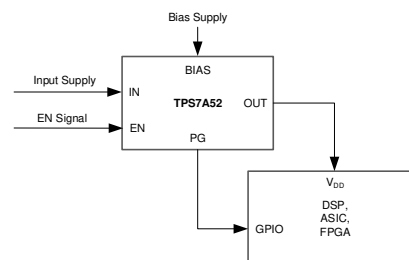 Bias Supply
BIAS
Input Supply
IN
TPS7A52
OUT
EN Signal
EN
PG
VDD
DSP,
ASIC,
FPGA
GPIO